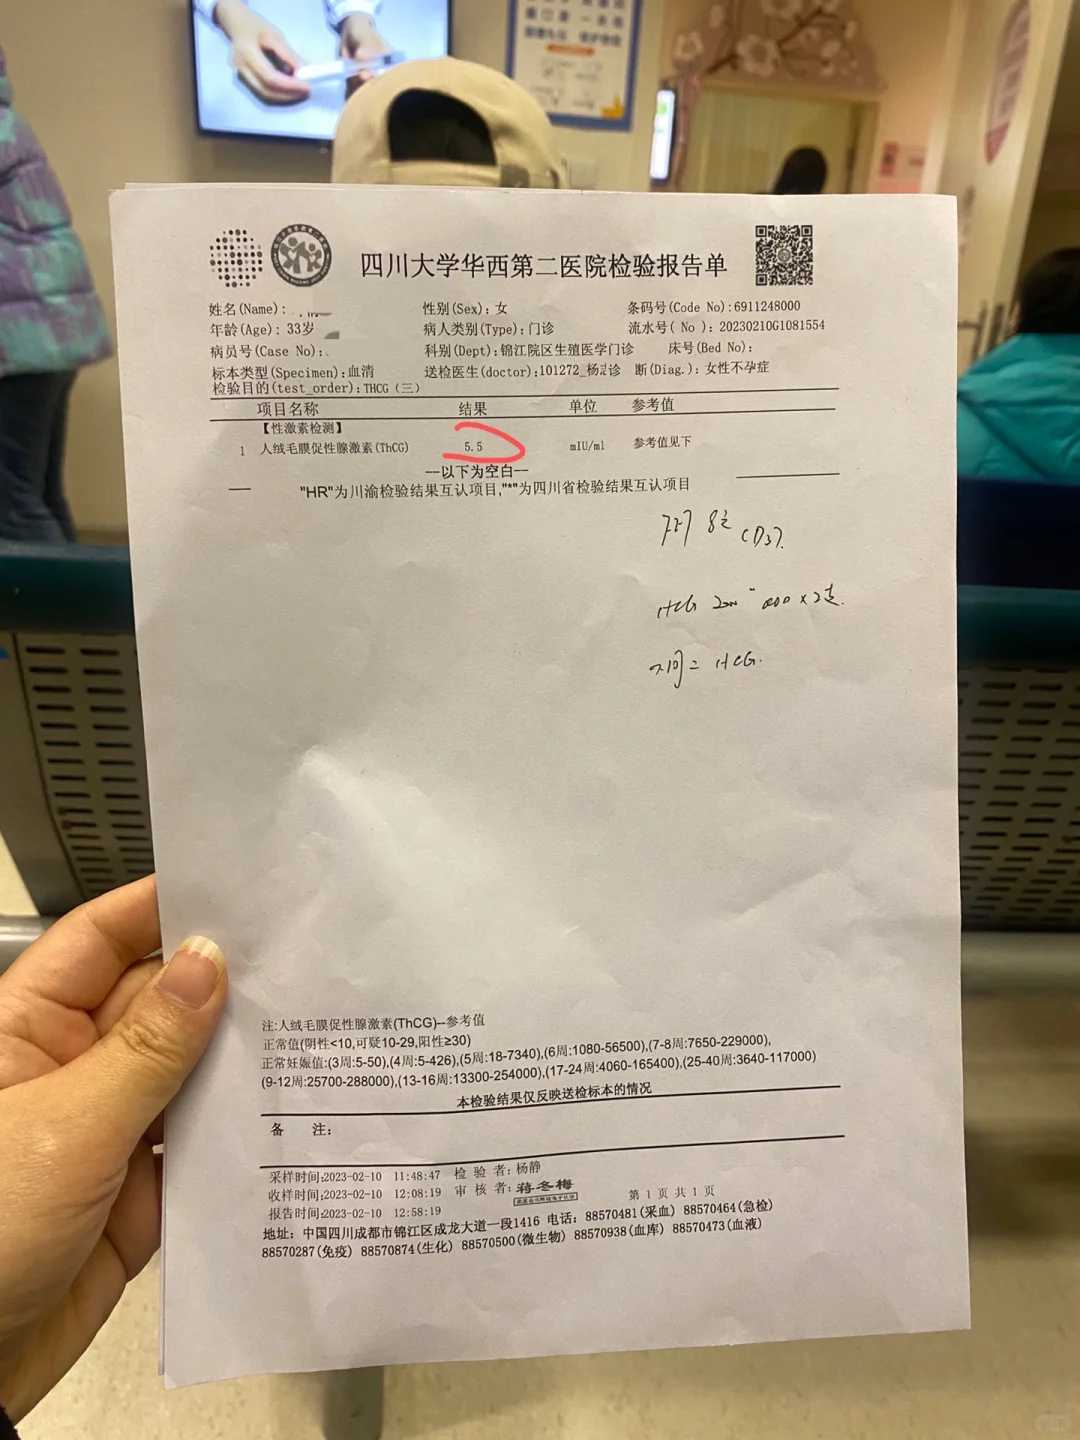 四川大学华西第二医院检验报告单
姓名(Name): 性别(Sex): 女 条码号(Code No):6911248000
年龄(Age): 33岁 病人类别(Type): 门诊 流水号( No ): 20230210G1081554
病员号(Case No):. 科别(Dept):锦江院区生殖医学门诊 床号(Bed No):
标本类型(Specimen):血清 送检医生(doctor):101272_杨 诊 断(Diag.): 女性不孕症
检验目的(test_order):THCG (三)
项目名称 结果 单位 参考值
【性激素检测】
1 人绒毛膜促性腺激素(ThCG) 5.5 mIU/ml 参考值见下
--以下为空白--
"HR"为川渝检验结果互认项目,"*"为四川省检验结果互认项目
HCG
HCG.
注:人绒毛膜促性腺激素(ThCG)--参考值
正常值(阴性<10,可疑10-29,阳性≥30)
正常妊娠值:(3周:5-50),(4周:5-426),(5周:18-7340),(6周:1080-56500),(7-8周:7650-229000),
(9-12周:25700-288000),(13-16周:13300-254000),(17-24周:4060-165400),(25-40周:3640-117000)
本检验结果仅反映送检标本的情况
备 注:
采样时间:2023-02-10 11:48:47 检 验 者:杨静
收样时间:2023-02-10 12:08:19 审 核 者:蒋冬梅
报告时间:2023-02-10 12:58:19 第 1 页 共 1 页
地址: 中国四川成都市锦江区成龙大道一段1416 电话: 88570481(采血) 88570464(急检)
88570287(免疫) 88570874(生化) 88570500(微生物) 88570938(血库) 88570473(血液)